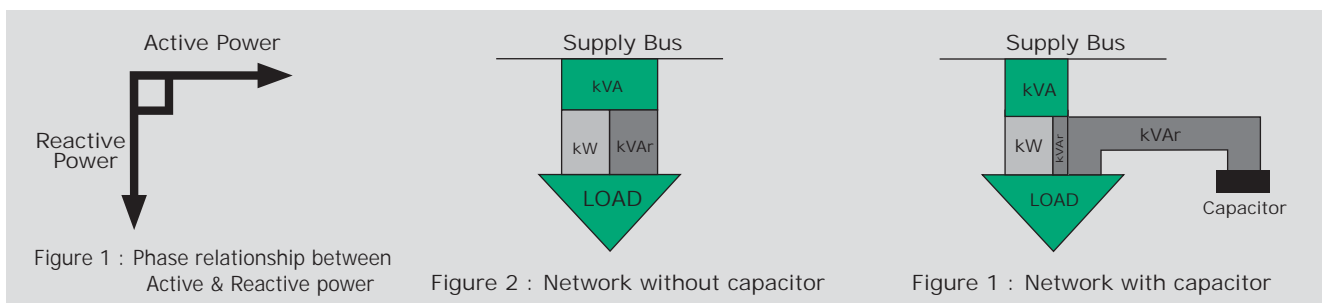 Active Power
Reactive
Power
Figure 1 : Phase relationship between
Active & Reactive power
Supply Bus
kVA
kW
kVAr
LOAD
Figure 2 : Network without capacitor
Supply Bus
kVA
kW
kVAr
kVAr
LOAD
Capacitor
Figure 1 : Network with capacitor